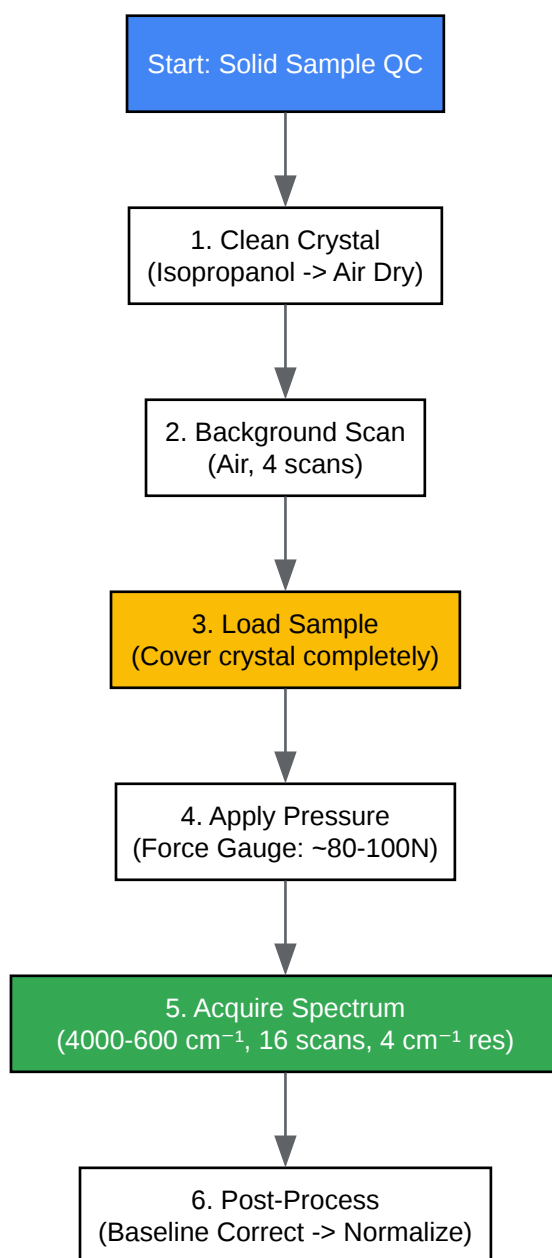 Start: Solid Sample QC
1. Clean Crystal
(Isopropanol -> Air Dry)
2. Background Scan
(Air, 4 scans)
3. Load Sample
(Cover crystal completely)
4. Apply Pressure
(Force Gauge: ~80-100N)
5. Acquire Spectrum
(4000-600 cm⁻¹, 16 scans, 4 cm⁻¹ res)
6. Post-Process
(Baseline Correct -> Normalize)